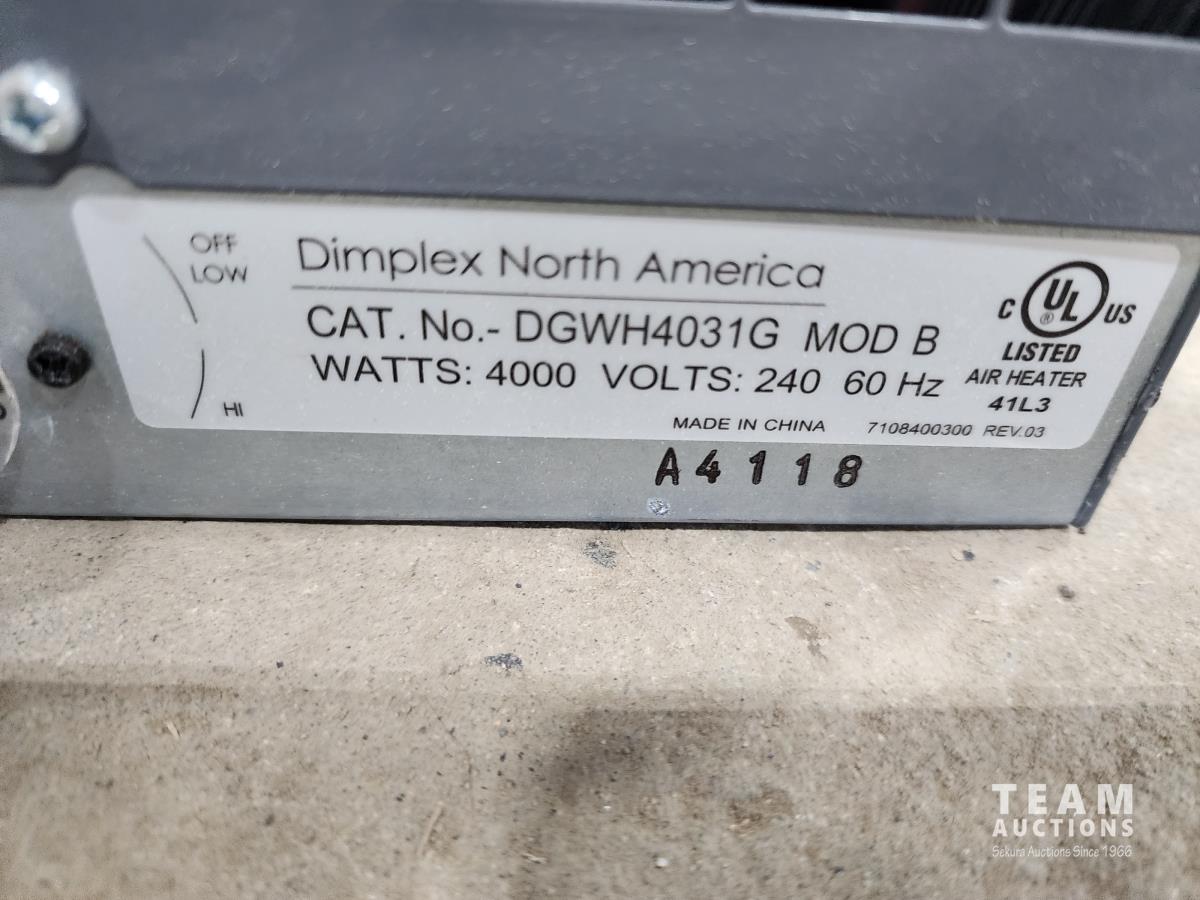 OFF
LOW
HI
Dimplex North America
CAT. No.- DGWH4031G MOD B
WATTS: 4000 VOLTS: 240 60 Hz
C UL ® US
LISTED
AIR HEATER
41L3
MADE IN CHINA 7108400300 REV.03
A4118
TEAM
AUCTIONS
Sekura Auctions Since 1966